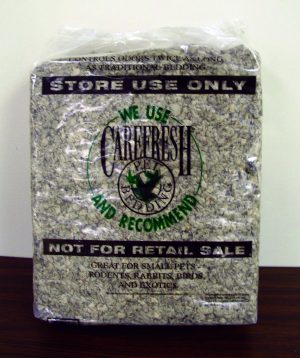 CONTROLS ODORS TWICE AS LONG
AS TRADITIONAL BEDDING.
STORE USE ONLY
WE USE
CAREFRESH
PET
BEDDING
AND RECOMMEND
NOT FOR RETAIL SALE
GREAT FOR SMALL PETS -
RODENTS, RABBITS, BIRDS,
AND EXOTICS.